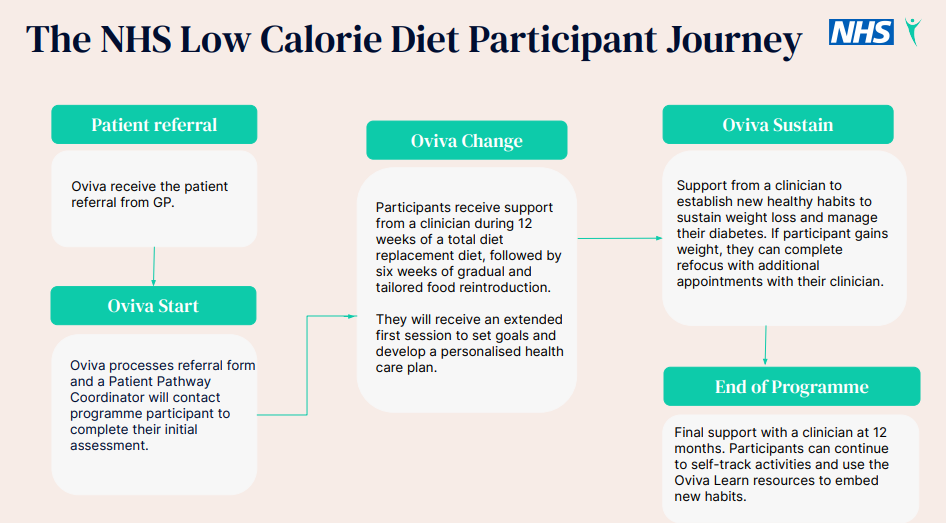 The NHS Low Calorie Diet Participant Journey
NHS
Patient referral
Oviva receive the patient
referral from GP.
Oviva Start
Oviva processes referral form
and a Patient Pathway
Coordinator will contact
programme participant to
complete their initial
assessment.
Oviva Change
Participants receive support
from a clinician during 12
weeks of a total diet
replacement diet, followed by
six weeks of gradual and
tailored food reintroduction.
They will receive an extended
first session to set goals and
develop a personalised health
care plan.
Oviva Sustain
Support from a clinician to
establish new healthy habits to
sustain weight loss and manage
their diabetes. If participant gains
weight, they can complete
refocus with additional
appointments with their clinician.
End of Programme
Final support with a clinician at 12
months. Participants can continue
to self-track activities and use the
Oviva Learn resources to embed
new habits.